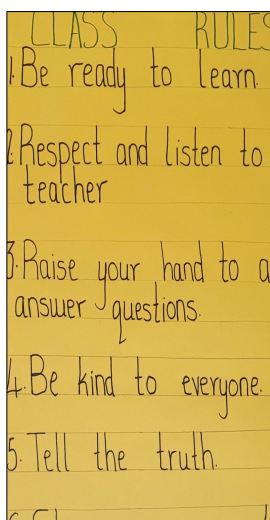 CLASS RULES
1. Be ready to learn.
2. Respect and listen to
teacher
3. Raise your hand to a
answer questions.
4. Be kind to everyone.
5. Tell the truth.